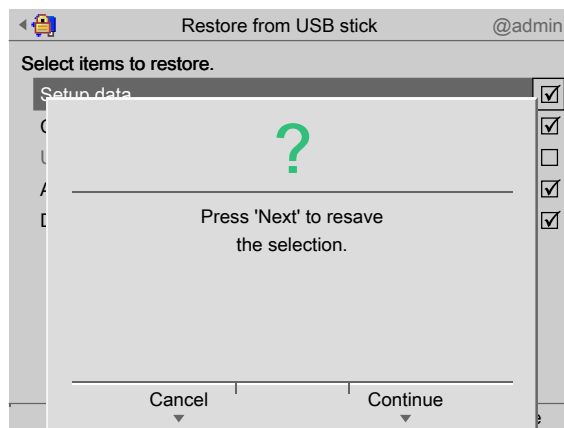 Restore from USB stick @admin
Select items to restore.
Setup data
?
Press 'Next' to resave
the selection.
Cancel Continue